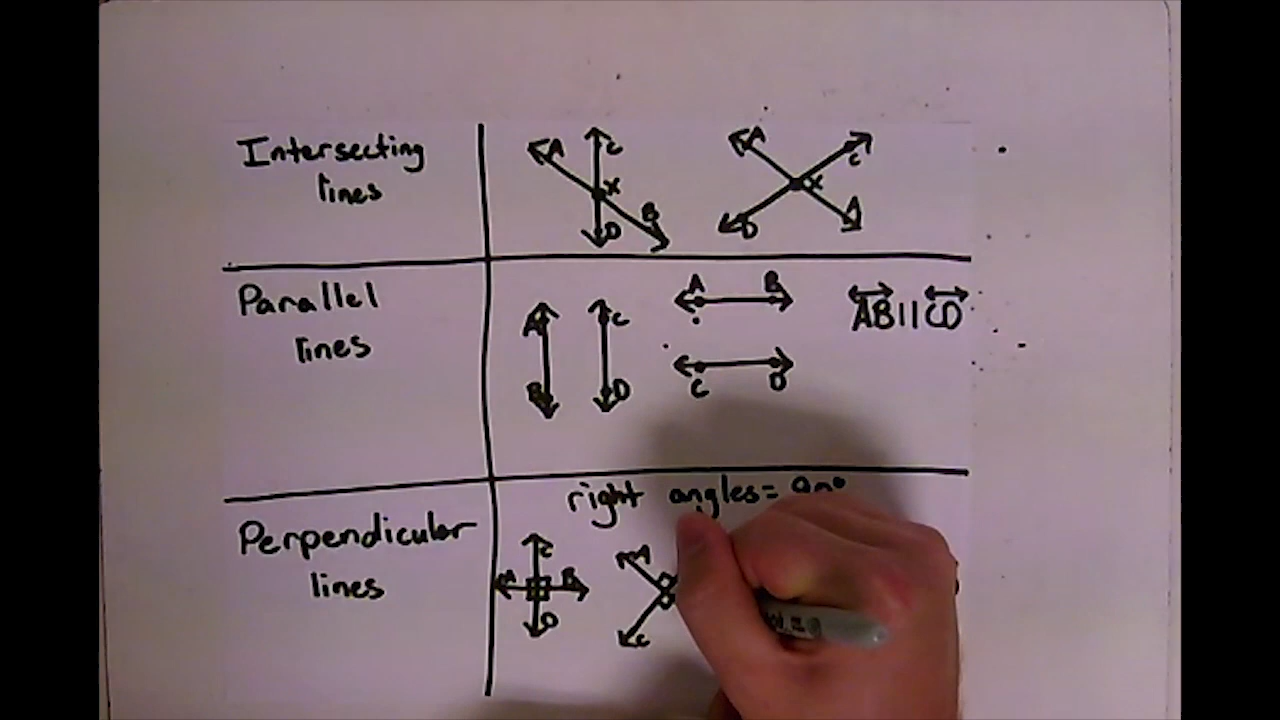 Intersecting
lines
A C X B D
A C X A D
Parallel
lines
A C B D
A B C D
AB || CD
right angles = 90°
Perpendicular
lines
C A B D
A C